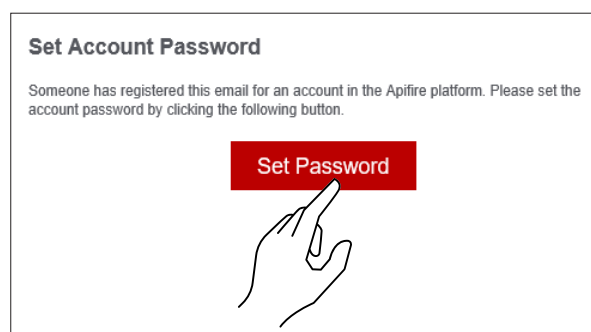 Set Account Password
Someone has registered this email for an account in the Apifire platform. Please set the
account password by clicking the following button.
Set Password